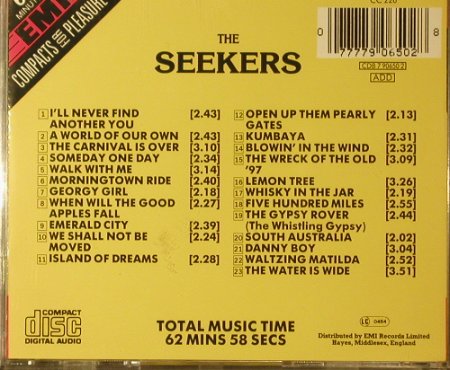 MINUTE
EMI
COMPACTS FOR PLEASURE
THE
SEEKERS
CC 220
0 77779 06502 8
CDB 7 90650 2
ADD
1 I'LL NEVER FIND ANOTHER YOU [2.43]
2 A WORLD OF OUR OWN [2.43]
3 THE CARNIVAL IS OVER [3.10]
4 SOMEDAY ONE DAY [2.34]
5 WALK WITH ME [3.14]
6 MORNINGTOWN RIDE [2.40]
7 GEORGY GIRL [2.18]
8 WHEN WILL THE GOOD APPLES FALL [2.27]
9 EMERALD CITY [2.39]
10 WE SHALL NOT BE MOVED [2.24]
11 ISLAND OF DREAMS [2.28]
12 OPEN UP THEM PEARLY GATES [2.13]
13 KUMBAYA [2.31]
14 BLOWIN' IN THE WIND [2.32]
15 THE WRECK OF THE OLD '97 [3.09]
16 LEMON TREE [3.26]
17 WHISKY IN THE JAR [2.19]
18 FIVE HUNDRED MILES [2.55]
19 THE GYPSY ROVER (The Whistling Gypsy) [2.44]
20 SOUTH AUSTRALIA [2.02]
21 DANNY BOY [3.04]
22 WALTZING MATILDA [2.52]
23 THE WATER IS WIDE [3.51]
COMPACT
disc
DIGITAL AUDIO
TOTAL MUSIC TIME
62 MINS 58 SECS
LC 0464
Distributed by EMI Records Limited
Hayes, Middlesex, England